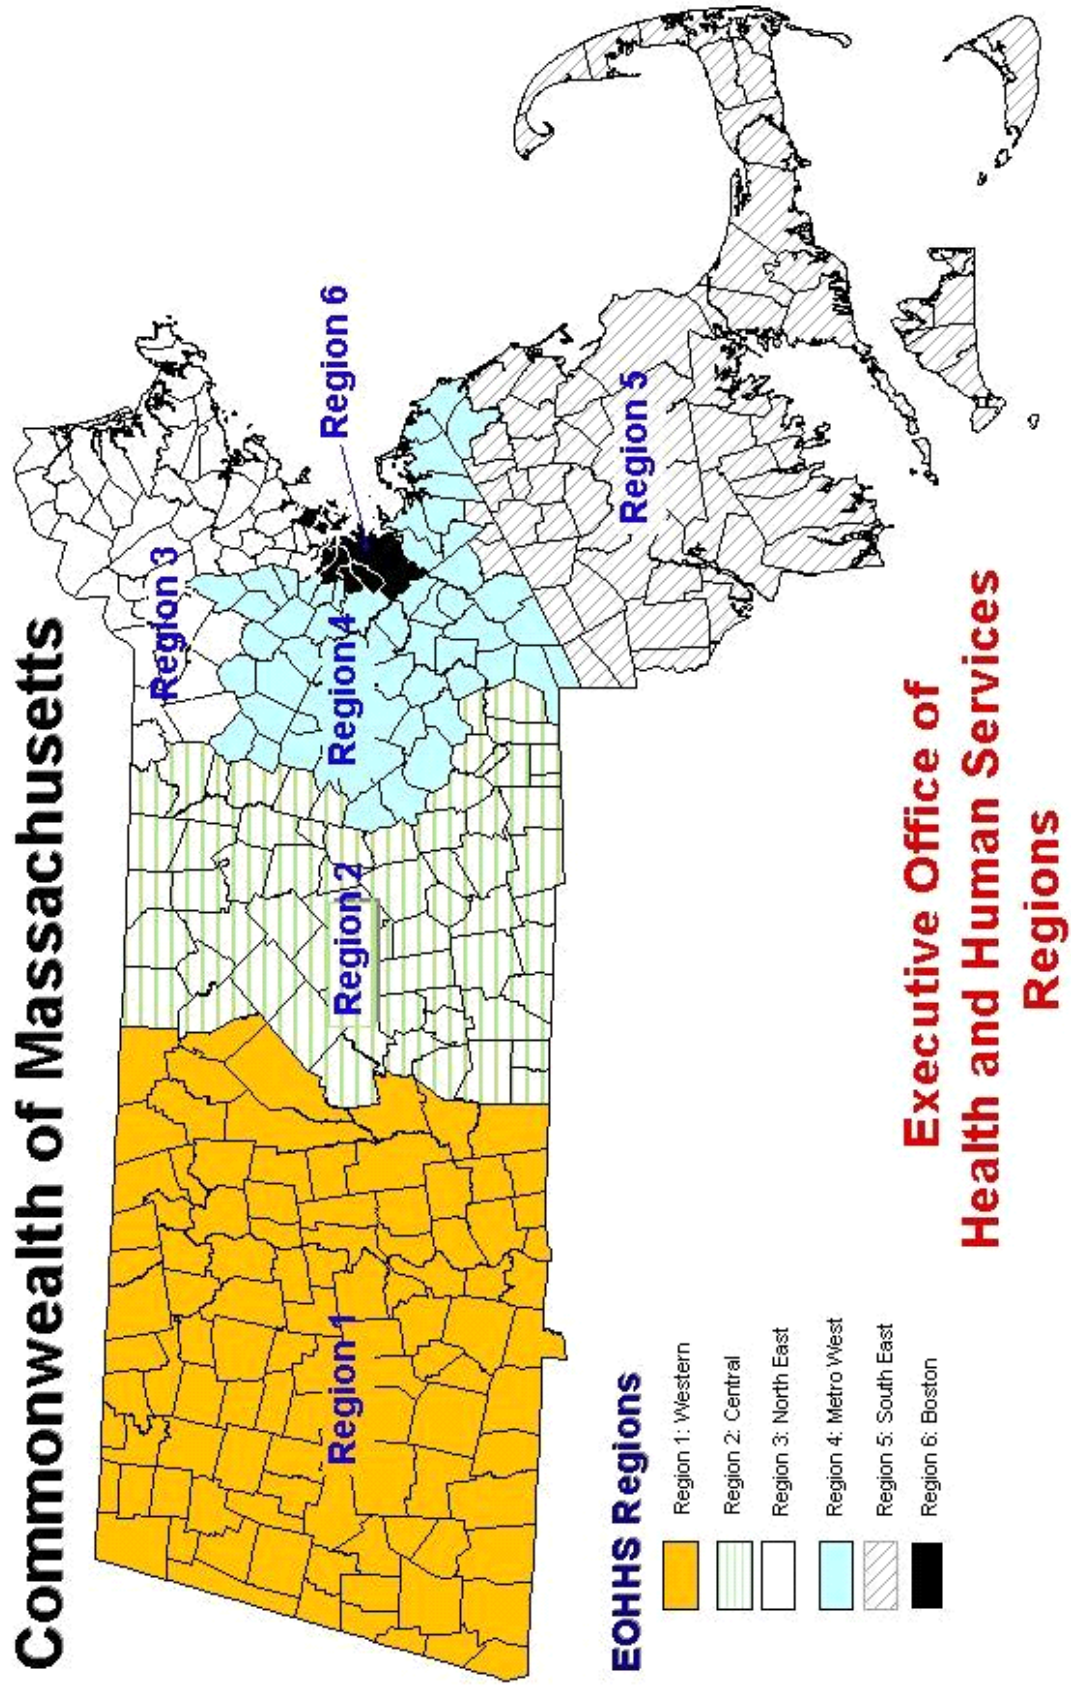 Commonwealth of Massachusetts
Region 1
Region 2
Region 3
Region 4
Region 5
Region 6
EOHHS Regions
Region 1: Western
Region 2: Central
Region 3: North East
Region 4: Metro West
Region 5: South East
Region 6: Boston
Executive Office of
Health and Human Services
Regions